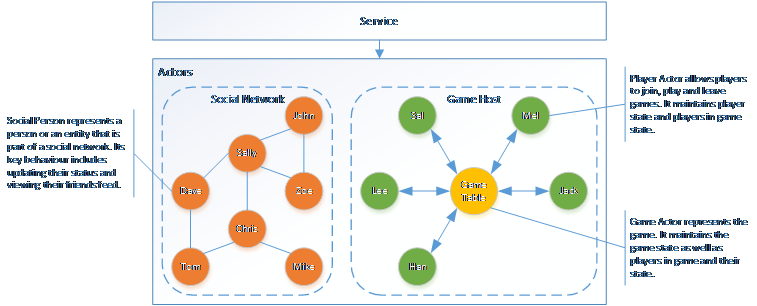 Service
Actors
Social Network
Game Host
John
Sally
Dave
Zoe
Chris
Tom
Mike
Sal
Mel
Lee
Game
Table
Jack
Hen
Social Person represents a
person or an entity that is
part of a social network. Its
key behaviour includes
updating their status and
viewing their friends feed.
Player Actor allows players
to join, play and leave
games. It maintains player
state and players in game
state.
Game Actor represents the
game. It maintains the
game state as well as
players in game and their
state.